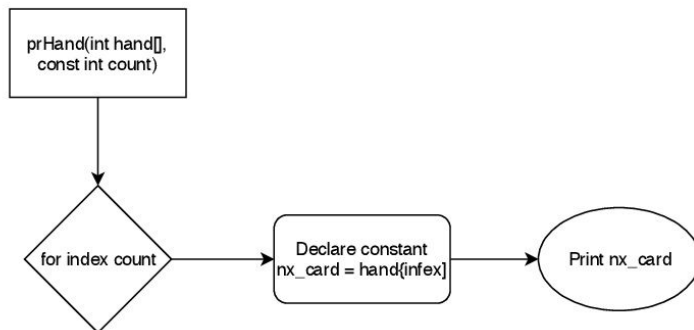 prHand(int hand[],
const int count)
for index count
Declare constant
nx_card = hand{infex]
Print nx_card